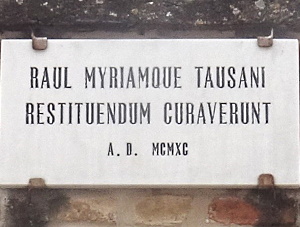 RAUL MYRIAMQUE TAUSANI
RESTITUENDUM CURAVERUNT
A. D. MCMXC